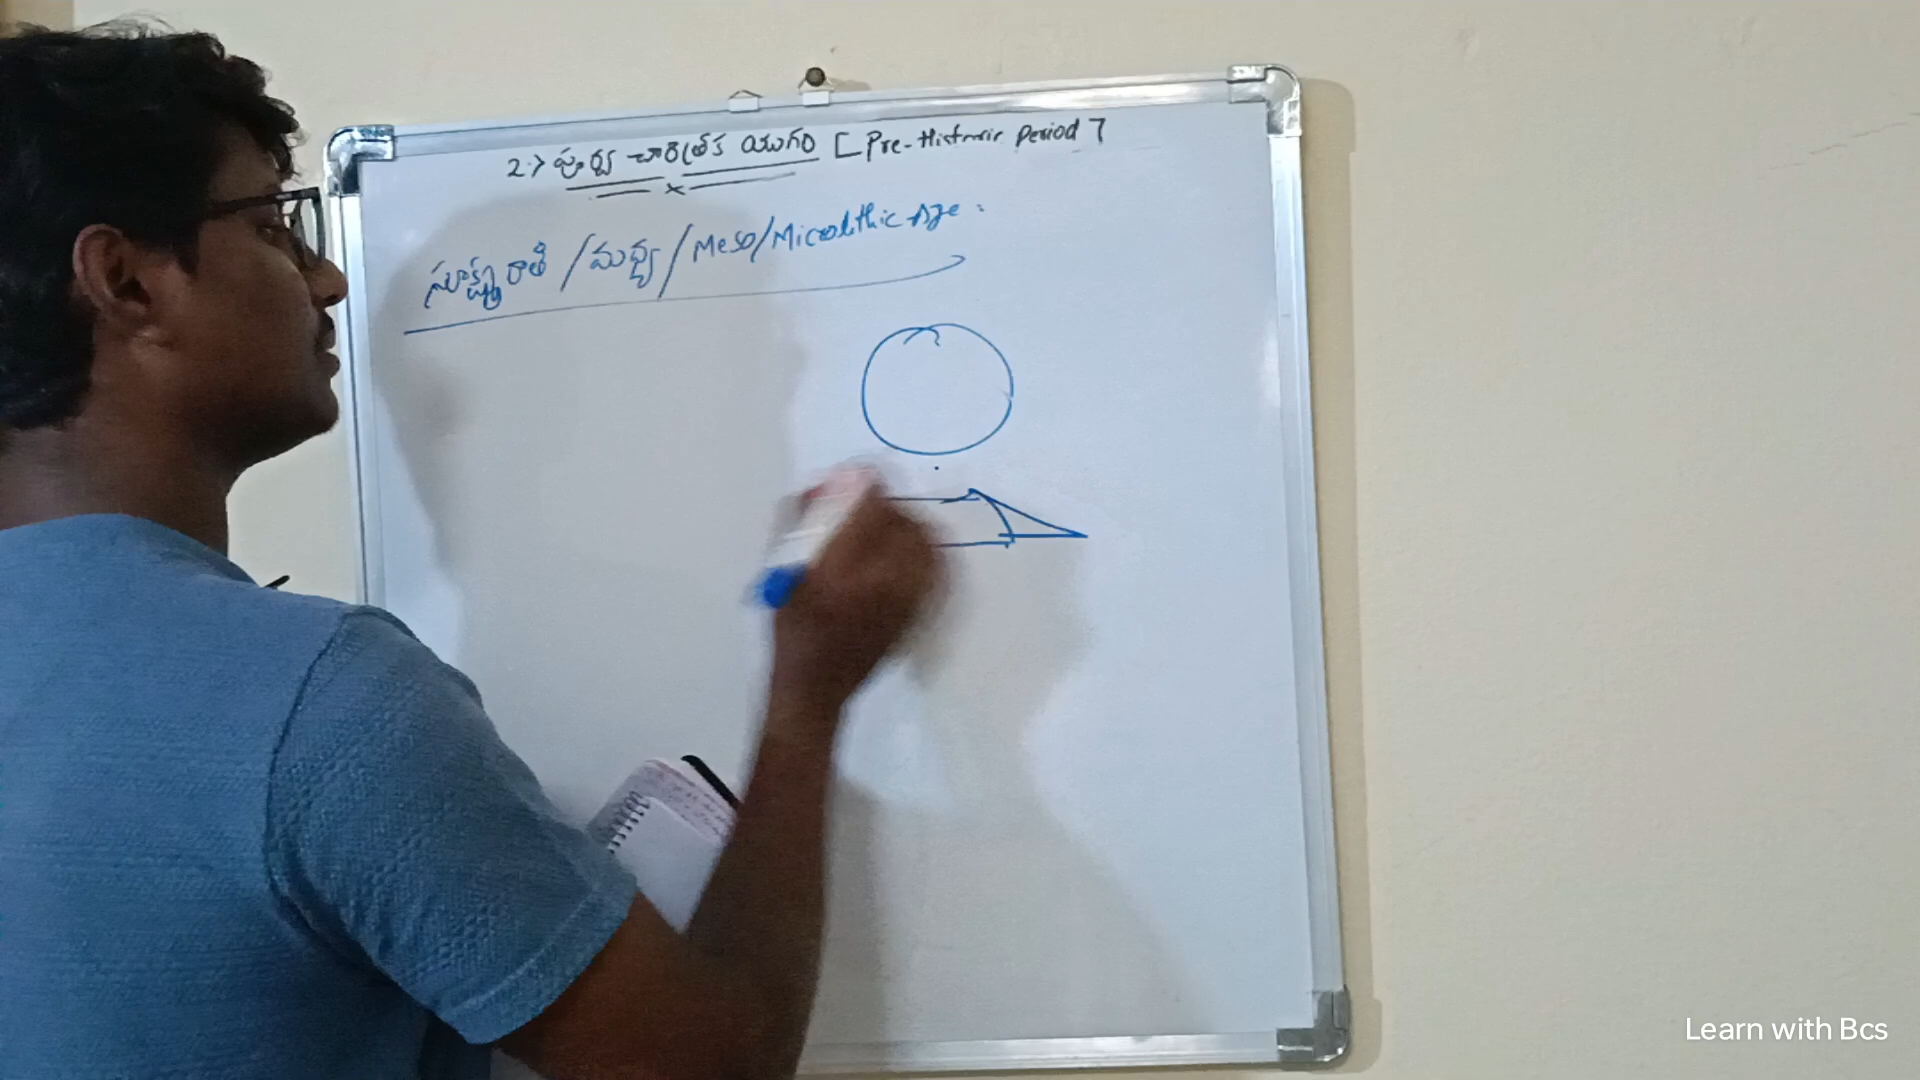 2.> పూర్వ చారిత్రక యుగం [Pre-Historic Period]
సూక్ష్మ రాతి / మధ్య / Meso/Microlithic Age:
Learn with Bcs